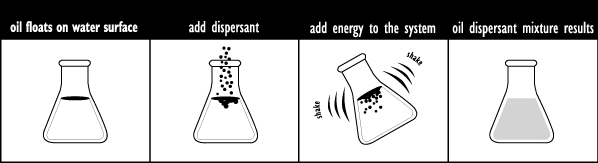 oil floats on water surface
add dispersant
add energy to the system
oil dispersant mixture results
shake
shake